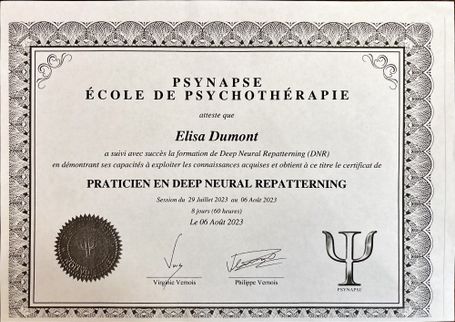 PSYNAPSE
ÉCOLE DE PSYCHOTHÉRAPIE
atteste que
Elisa Dumont
a suivi avec succès la formation de Deep Neural Repatterning (DNR)
en démontrant ses capacités à exploiter les connaissances acquises et obtient à ce titre le certificat de
PRATICIEN EN DEEP NEURAL REPATTERNING
Session du 29 Juillet 2023 au 06 Août 2023
8 jours (60 heures)
Le 06 Août 2023
Virginie Vernois
Philippe Vernois
PSYNAPSE